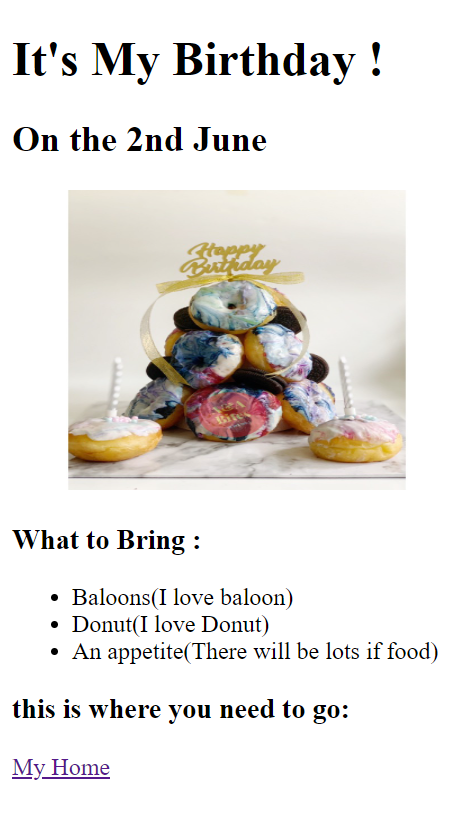 It's My Birthday !
On the 2nd June
Happy
Birthday
What to Bring :
Baloons(I love baloon)
Donut(I love Donut)
An appetite(There will be lots if food)
this is where you need to go:
My Home